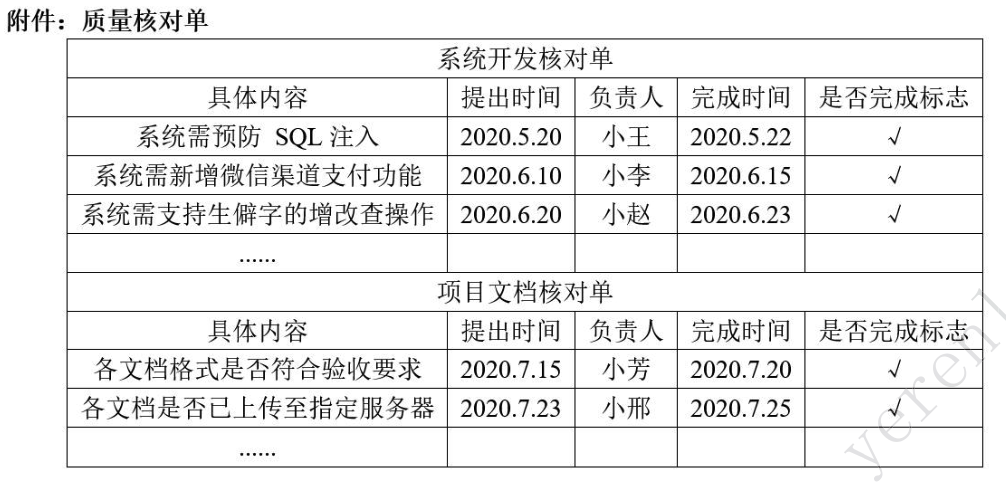 附件：质量核对单
系统开发核对单
具体内容 提出时间 负责人 完成时间 是否完成标志
系统需预防 SQL 注入 2020.5.20 小王 2020.5.22 √
系统需新增微信渠道支付功能 2020.6.10 小李 2020.6.15 √
系统需支持生僻字的增改查操作 2020.6.20 小赵 2020.6.23 √
......
项目文档核对单
具体内容 提出时间 负责人 完成时间 是否完成标志
各文档格式是否符合验收要求 2020.7.15 小芳 2020.7.20 √
各文档是否已上传至指定服务器 2020.7.23 小邢 2020.7.25 √
......